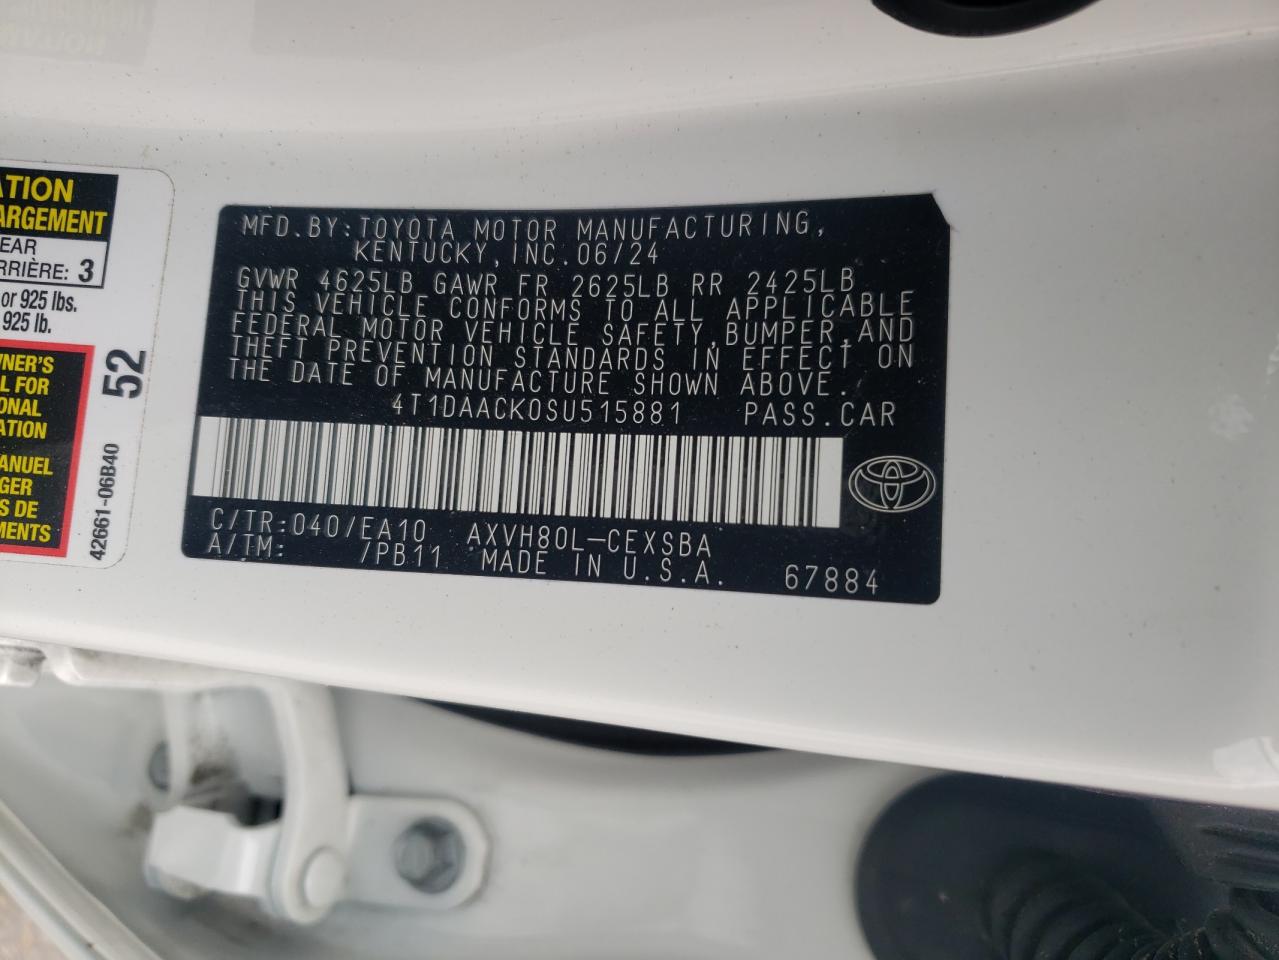 ATION
ARGEMENT
EAR
RRIÈRE: 3
or 925 lbs.
925 lb.
WNER'S
L FOR
ONAL
ATION
ANUEL
GER
S DE
MENTS
52
42661-06B40
MFD.BY:TOYOTA MOTOR MANUFACTURING,
KENTUCKY,INC.06/24
GVWR 4625LB GAWR FR 2625LB RR 2425LB
THIS VEHICLE CONFORMS TO ALL APPLICABLE
FEDERAL MOTOR VEHICLE SAFETY,BUMPER,AND
THEFT PREVENTION STANDARDS IN EFFECT ON
THE DATE OF MANUFACTURE SHOWN ABOVE.
4T1DAACK0SU515881 PASS.CAR
C/TR:040/EA10 AXVH80L-CEXSBA
A/TM: /PB11 MADE IN U.S.A. 67884